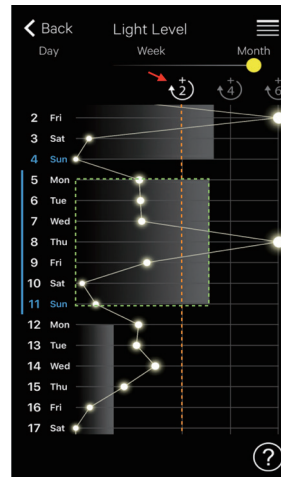 Back Light Level
Day Week Month
+2 +4 +6
2 Fri
3 Sat
4 Sun
5 Mon
6 Tue
7 Wed
8 Thu
9 Fri
10 Sat
11 Sun
12 Mon
13 Tue
14 Wed
15 Thu
16 Fri
17 Sat
?